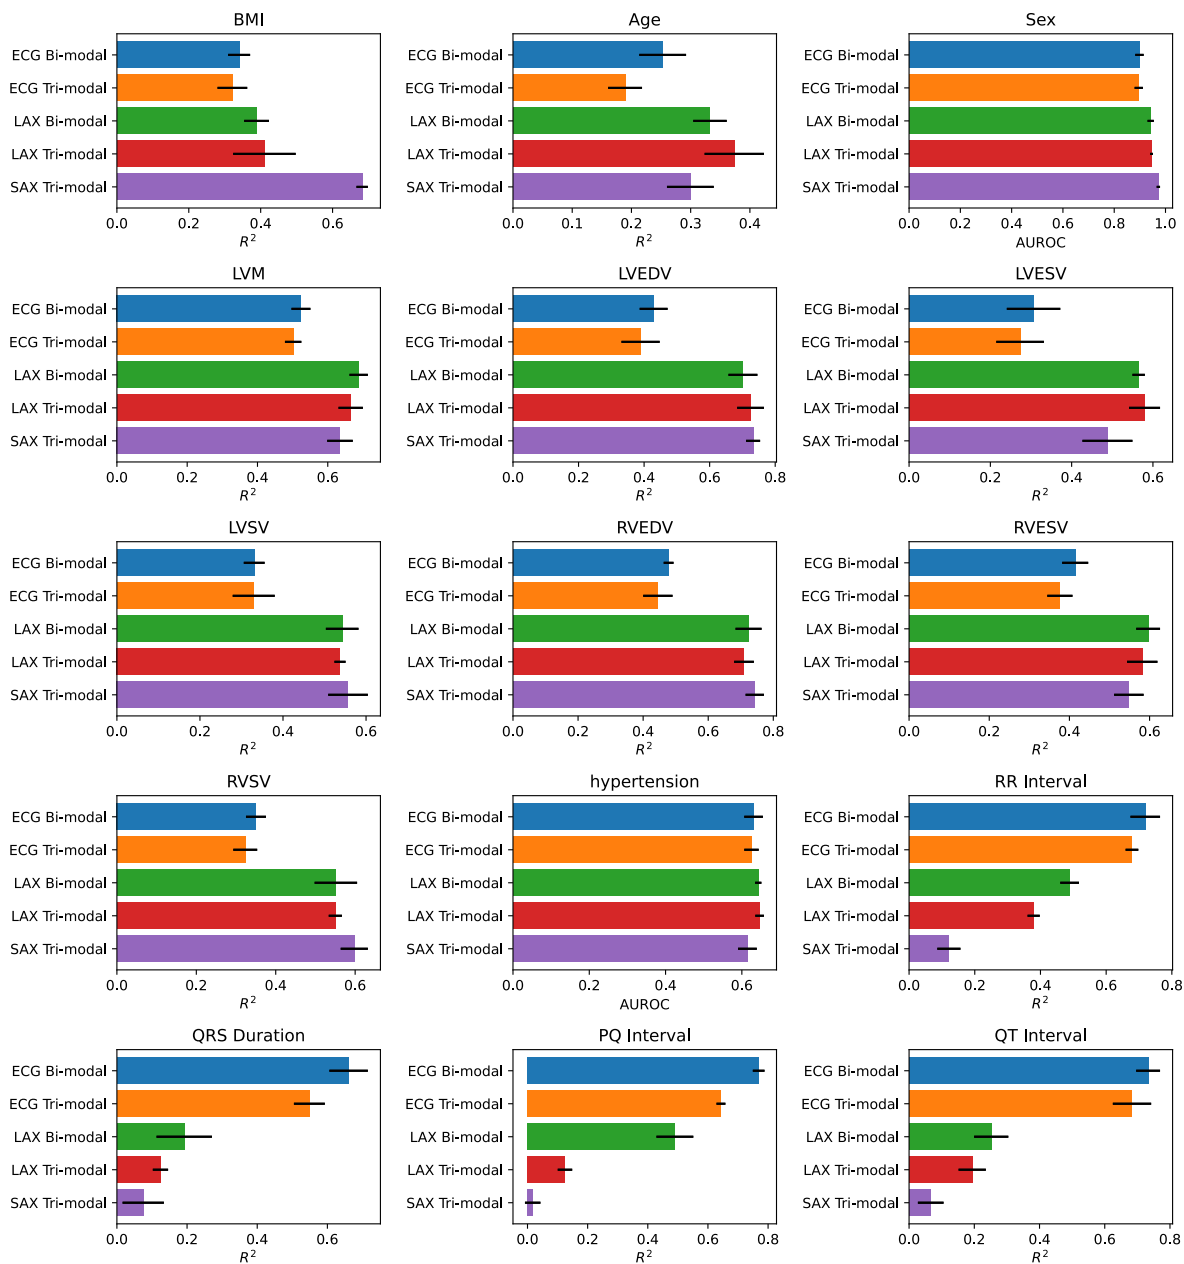 BMI
ECG Bi-modal
ECG Tri-modal
LAX Bi-modal
LAX Tri-modal
SAX Tri-modal
0.0 0.2 0.4 0.6
R²
Age
ECG Bi-modal
ECG Tri-modal
LAX Bi-modal
LAX Tri-modal
SAX Tri-modal
0.0 0.1 0.2 0.3 0.4
R²
Sex
ECG Bi-modal
ECG Tri-modal
LAX Bi-modal
LAX Tri-modal
SAX Tri-modal
0.0 0.2 0.4 0.6 0.8 1.0
AUROC
LVM
ECG Bi-modal
ECG Tri-modal
LAX Bi-modal
LAX Tri-modal
SAX Tri-modal
0.0 0.2 0.4 0.6
R²
LVEDV
ECG Bi-modal
ECG Tri-modal
LAX Bi-modal
LAX Tri-modal
SAX Tri-modal
0.0 0.2 0.4 0.6 0.8
R²
LVESV
ECG Bi-modal
ECG Tri-modal
LAX Bi-modal
LAX Tri-modal
SAX Tri-modal
0.0 0.2 0.4 0.6
R²
LVSV
ECG Bi-modal
ECG Tri-modal
LAX Bi-modal
LAX Tri-modal
SAX Tri-modal
0.0 0.2 0.4 0.6
R²
RVEDV
ECG Bi-modal
ECG Tri-modal
LAX Bi-modal
LAX Tri-modal
SAX Tri-modal
0.0 0.2 0.4 0.6 0.8
R²
RVESV
ECG Bi-modal
ECG Tri-modal
LAX Bi-modal
LAX Tri-modal
SAX Tri-modal
0.0 0.2 0.4 0.6
R²
RVSV
ECG Bi-modal
ECG Tri-modal
LAX Bi-modal
LAX Tri-modal
SAX Tri-modal
0.0 0.2 0.4 0.6
R²
hypertension
ECG Bi-modal
ECG Tri-modal
LAX Bi-modal
LAX Tri-modal
SAX Tri-modal
0.0 0.2 0.4 0.6
AUROC
RR Interval
ECG Bi-modal
ECG Tri-modal
LAX Bi-modal
LAX Tri-modal
SAX Tri-modal
0.0 0.2 0.4 0.6 0.8
R²
QRS Duration
ECG Bi-modal
ECG Tri-modal
LAX Bi-modal
LAX Tri-modal
SAX Tri-modal
0.0 0.2 0.4 0.6
R²
PQ Interval
ECG Bi-modal
ECG Tri-modal
LAX Bi-modal
LAX Tri-modal
SAX Tri-modal
0.0 0.2 0.4 0.6 0.8
R²
QT Interval
ECG Bi-modal
ECG Tri-modal
LAX Bi-modal
LAX Tri-modal
SAX Tri-modal
0.0 0.2 0.4 0.6 0.8
R²